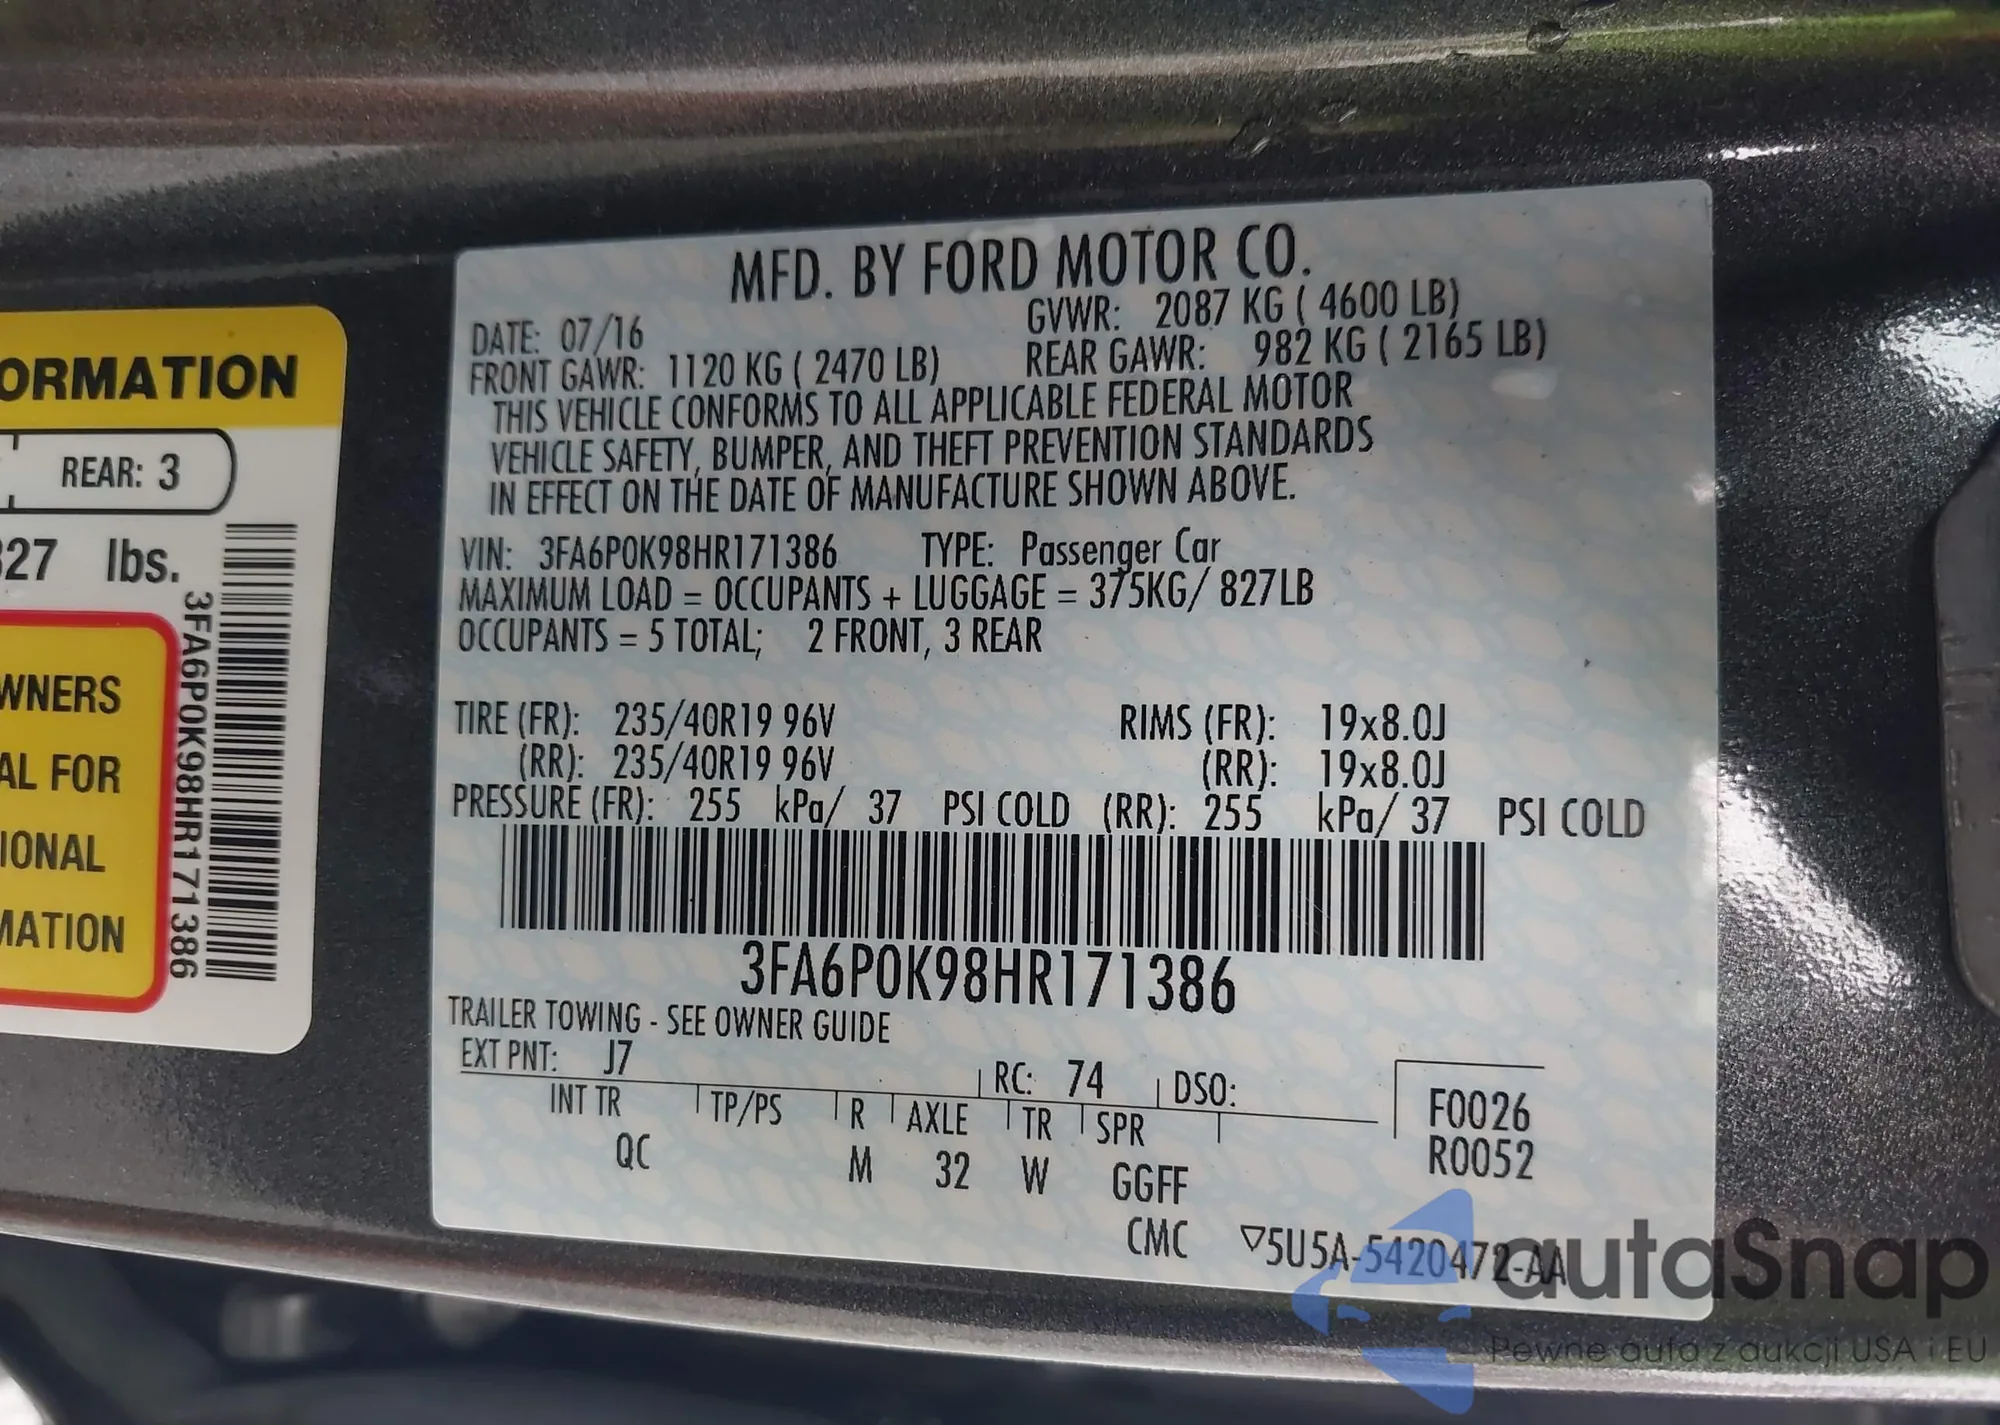 MFD. BY FORD MOTOR CO.
DATE: 07/16 GVWR: 2087 KG ( 4600 LB)
FRONT GAWR: 1120 KG ( 2470 LB) REAR GAWR: 982 KG ( 2165 LB)
THIS VEHICLE CONFORMS TO ALL APPLICABLE FEDERAL MOTOR
VEHICLE SAFETY, BUMPER, AND THEFT PREVENTION STANDARDS
IN EFFECT ON THE DATE OF MANUFACTURE SHOWN ABOVE.
VIN: 3FA6P0K98HR171386 TYPE: Passenger Car
MAXIMUM LOAD = OCCUPANTS + LUGGAGE = 375KG/ 827LB
OCCUPANTS = 5 TOTAL; 2 FRONT, 3 REAR
TIRE (FR): 235/40R19 96V RIMS (FR): 19x8.0J
(RR): 235/40R19 96V (RR): 19x8.0J
PRESSURE (FR): 255 kPa/ 37 PSI COLD (RR): 255 kPa/ 37 PSI COLD
3FA6P0K98HR171386
TRAILER TOWING - SEE OWNER GUIDE
EXT PNT: J7 RC: 74 DSO:
INT TR TP/PS R AXLE TR SPR F0026
QC M 32 W GGFF R0052
CMC ▽5U5A-5420472-AA
ORMATION
REAR: 3
827 lbs.
3FA6P0K98HR171386
WNERS
AL FOR
IONAL
MATION
autaSnap
Pewne auta z aukcji USA i EU